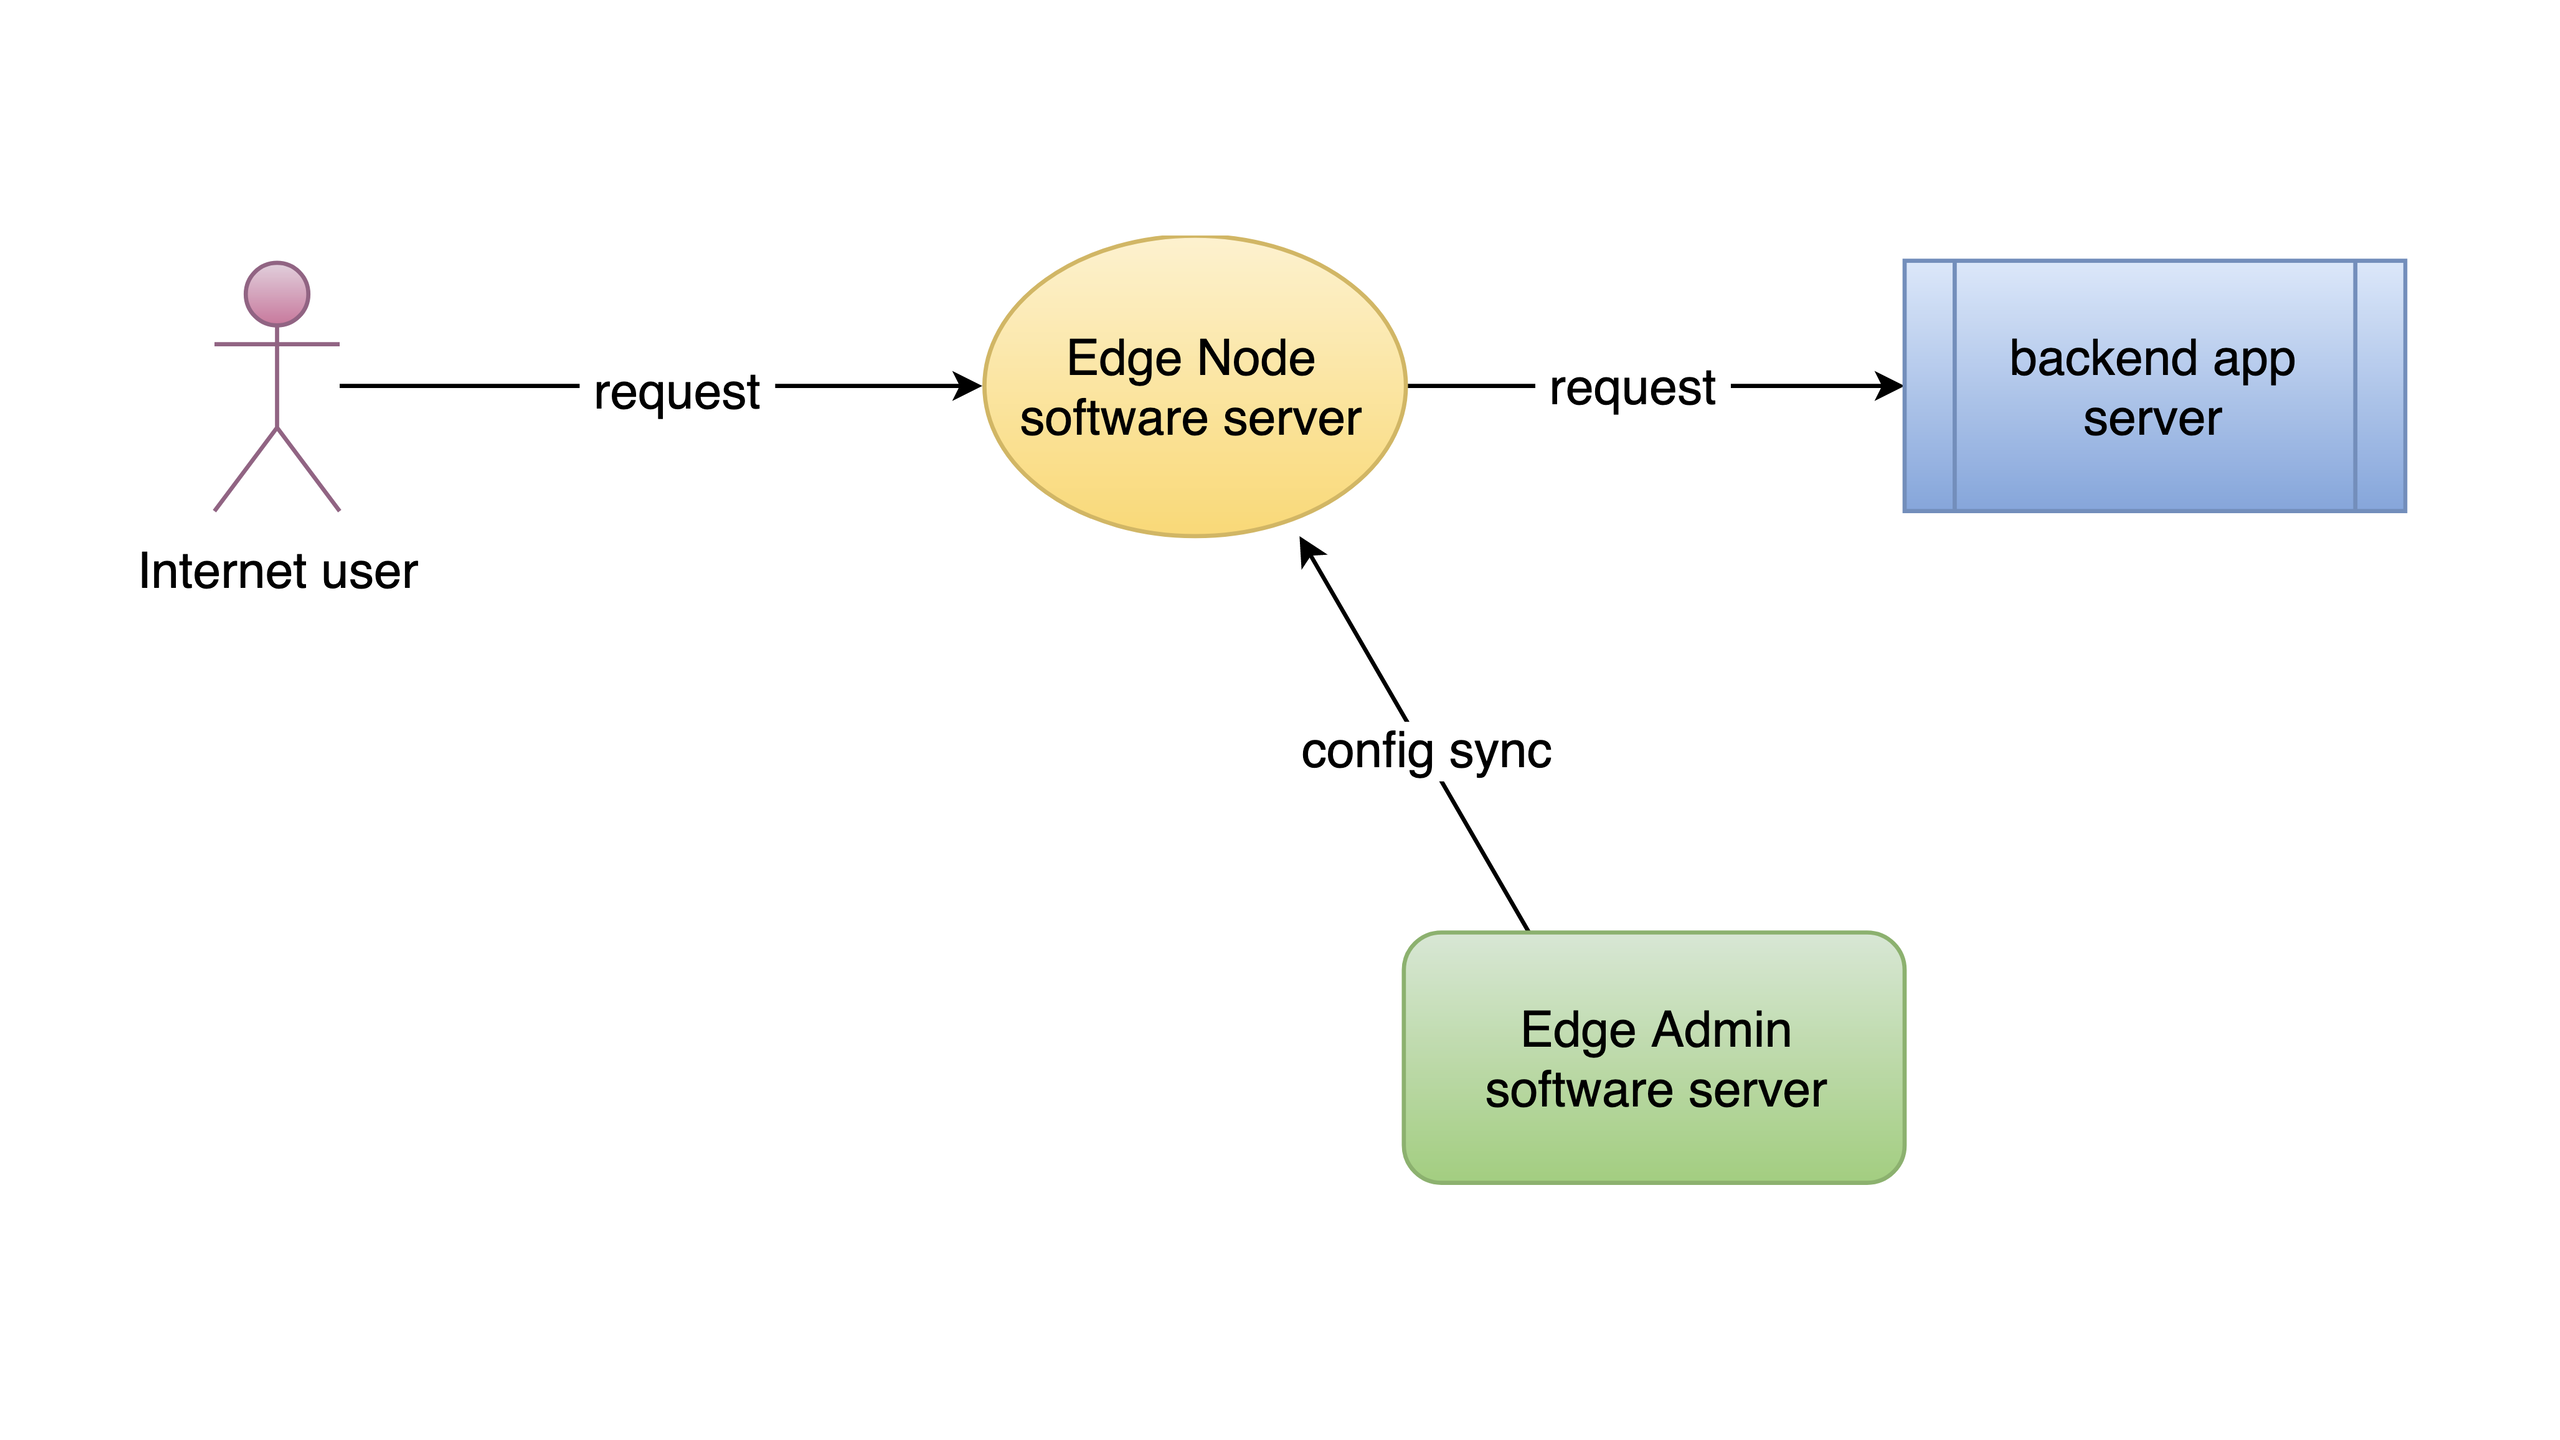 Internet user
request
Edge Node
software server
request
backend app
server
config sync
Edge Admin
software server